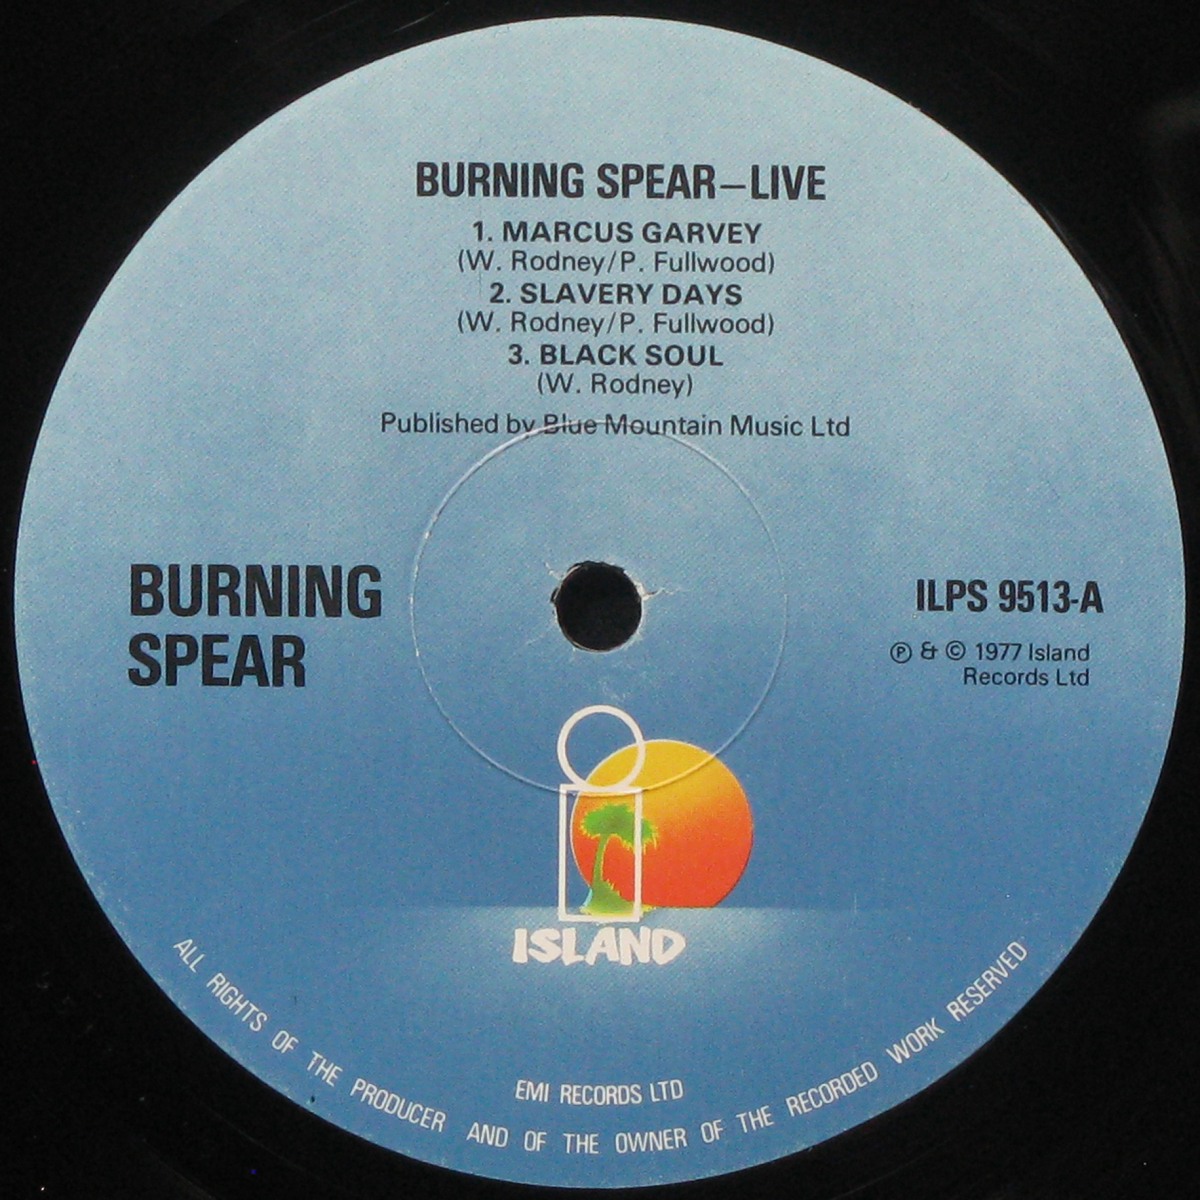 BURNING SPEAR–LIVE
1. MARCUS GARVEY
(W. Rodney/P. Fullwood)
2. SLAVERY DAYS
(W. Rodney/P. Fullwood)
3. BLACK SOUL
(W. Rodney)
Published by Blue Mountain Music Ltd
BURNING
SPEAR
ILPS 9513-A
℗ & © 1977 Island
Records Ltd
ISLAND
EMI RECORDS LTD
ALL RIGHTS OF THE PRODUCER AND OF THE OWNER OF THE RECORDED WORK RESERVED